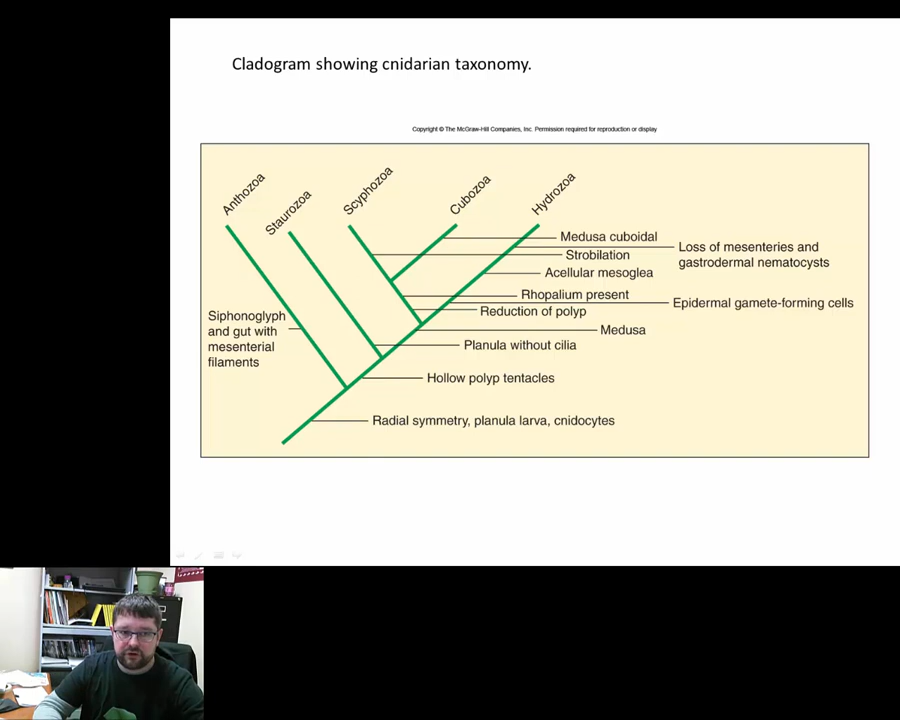 Cladogram showing cnidarian taxonomy.
Copyright © The McGraw-Hill Companies, Inc. Permission required for reproduction or display
Anthozoa
Staurozoa
Scyphozoa
Cubozoa
Hydrozoa
Medusa cuboidal
Loss of mesenteries and
gastrodermal nematocysts
Strobilation
Acellular mesoglea
Rhopalium present
Epidermal gamete-forming cells
Reduction of polyp
Siphonoglyph
and gut with
mesenterial
filaments
Medusa
Planula without cilia
Hollow polyp tentacles
Radial symmetry, planula larva, cnidocytes